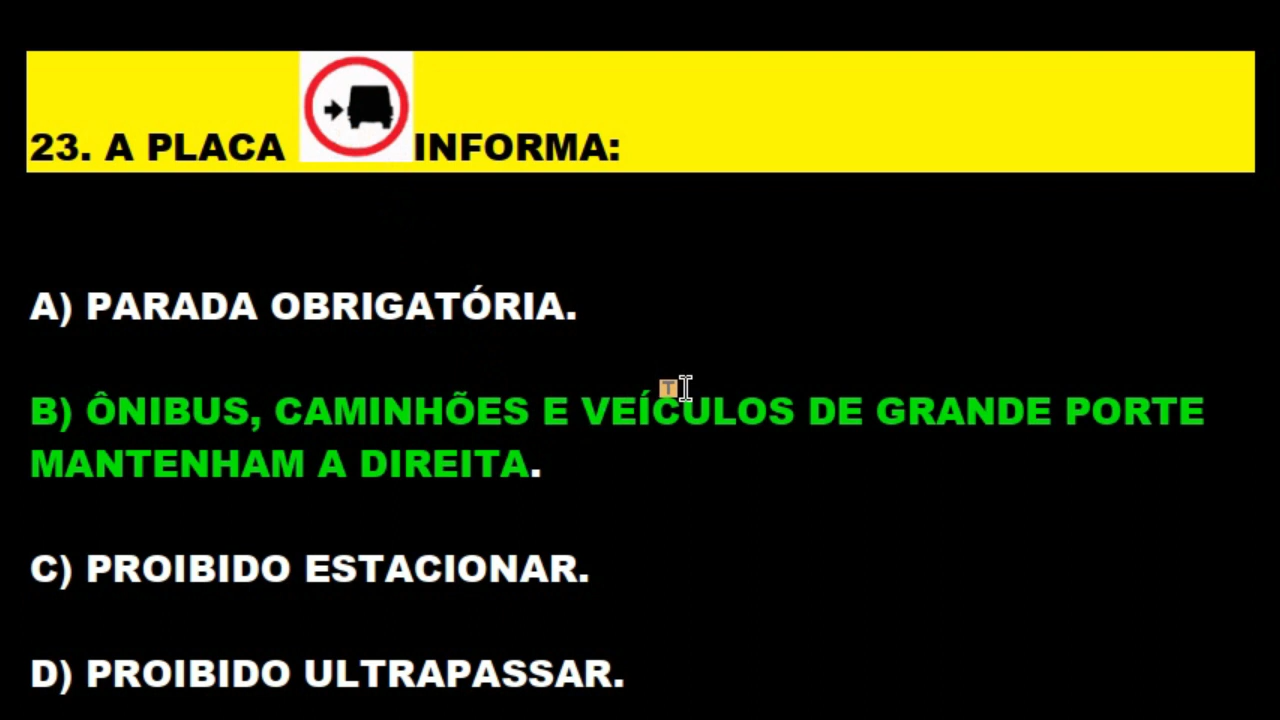 23. A PLACA INFORMA:
A) PARADA OBRIGATÓRIA.
B) ÔNIBUS, CAMINHÕES E VEÍCULOS DE GRANDE PORTE
MANTENHAM A DIREITA.
C) PROIBIDO ESTACIONAR.
D) PROIBIDO ULTRAPASSAR.